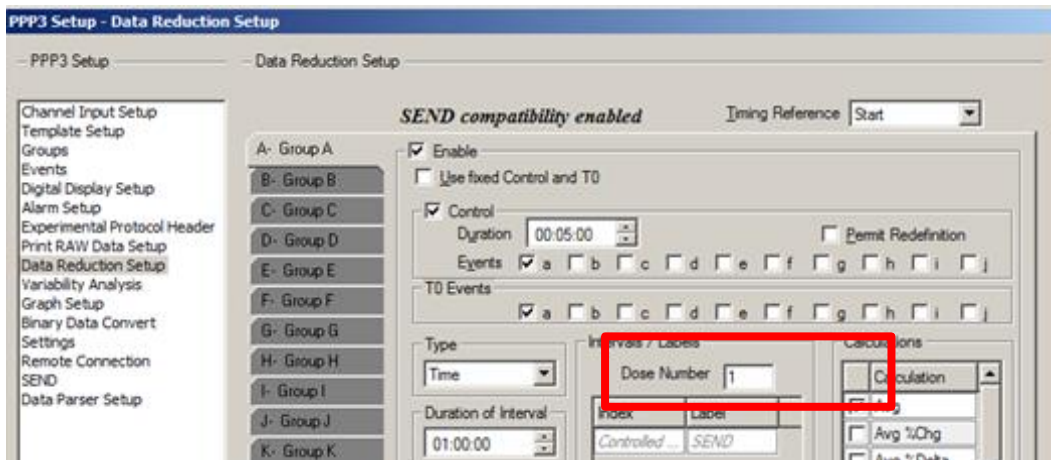 PPP3 Setup - Data Reduction Setup
PPP3 Setup
Data Reduction Setup
Channel Input Setup
Template Setup
Groups
Events
Digital Display Setup
Alarm Setup
Experimental Protocol Header
Print RAW Data Setup
Data Reduction Setup
Variability Analysis
Graph Setup
Binary Data Convert
Settings
Remote Connection
SEND
Data Parser Setup
SEND compatibility enabled
Timing Reference Start
A- Group A
B- Group B
C- Group C
D- Group D
E- Group E
F- Group F
G- Group G
H- Group H
I- Group I
J- Group J
K- Group K
Enable
Use fixed Control and T0
Control
Duration 00:05:00
Permit Redefinition
Events a b c d e f g h i j
T0 Events
a b c d e f g h i j
Type
Time
Duration of Interval
01:00:00
Intervals / Labels
Dose Number 1
Index Label
Controlled ... SEND
Calculations
Calculation
Avg
Avg %Chg
Avg %Delta